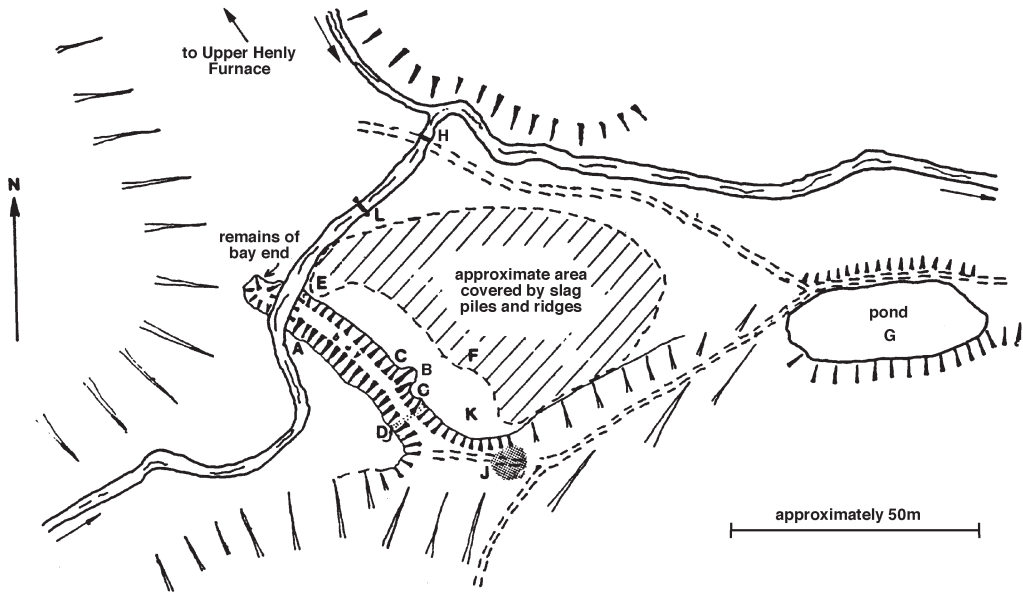 to Upper Henly
Furnace
H
N
L
remains of
bay end
E
approximate area
covered by slag
piles and ridges
pond
G
A
F
C
B
C
K
D
J
approximately 50m